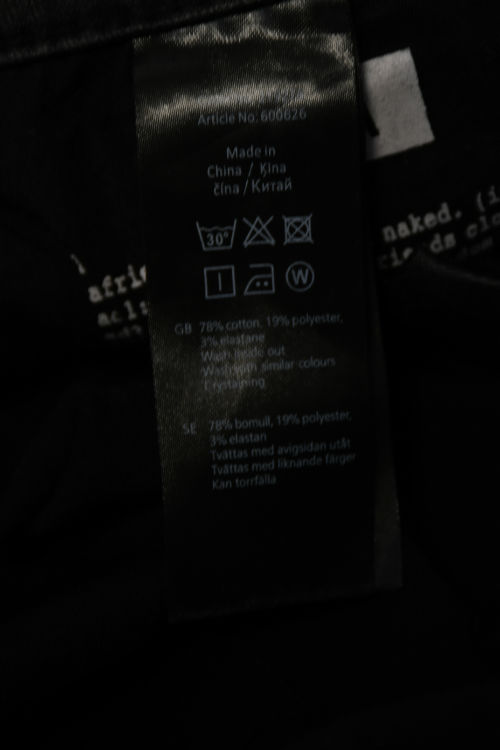 Article No: 600626
Made in
China / Ķīna
čína / Китай
30°
W
GB 78% cotton, 19% polyester,
3% elastane
Wash inside out
Wash with similar colours
SE 78% bomull, 19% polyester,
3% elastan
Tvättas med avigsidan utåt
Tvättas med liknande färger
Kan torrfälla
naked. (i